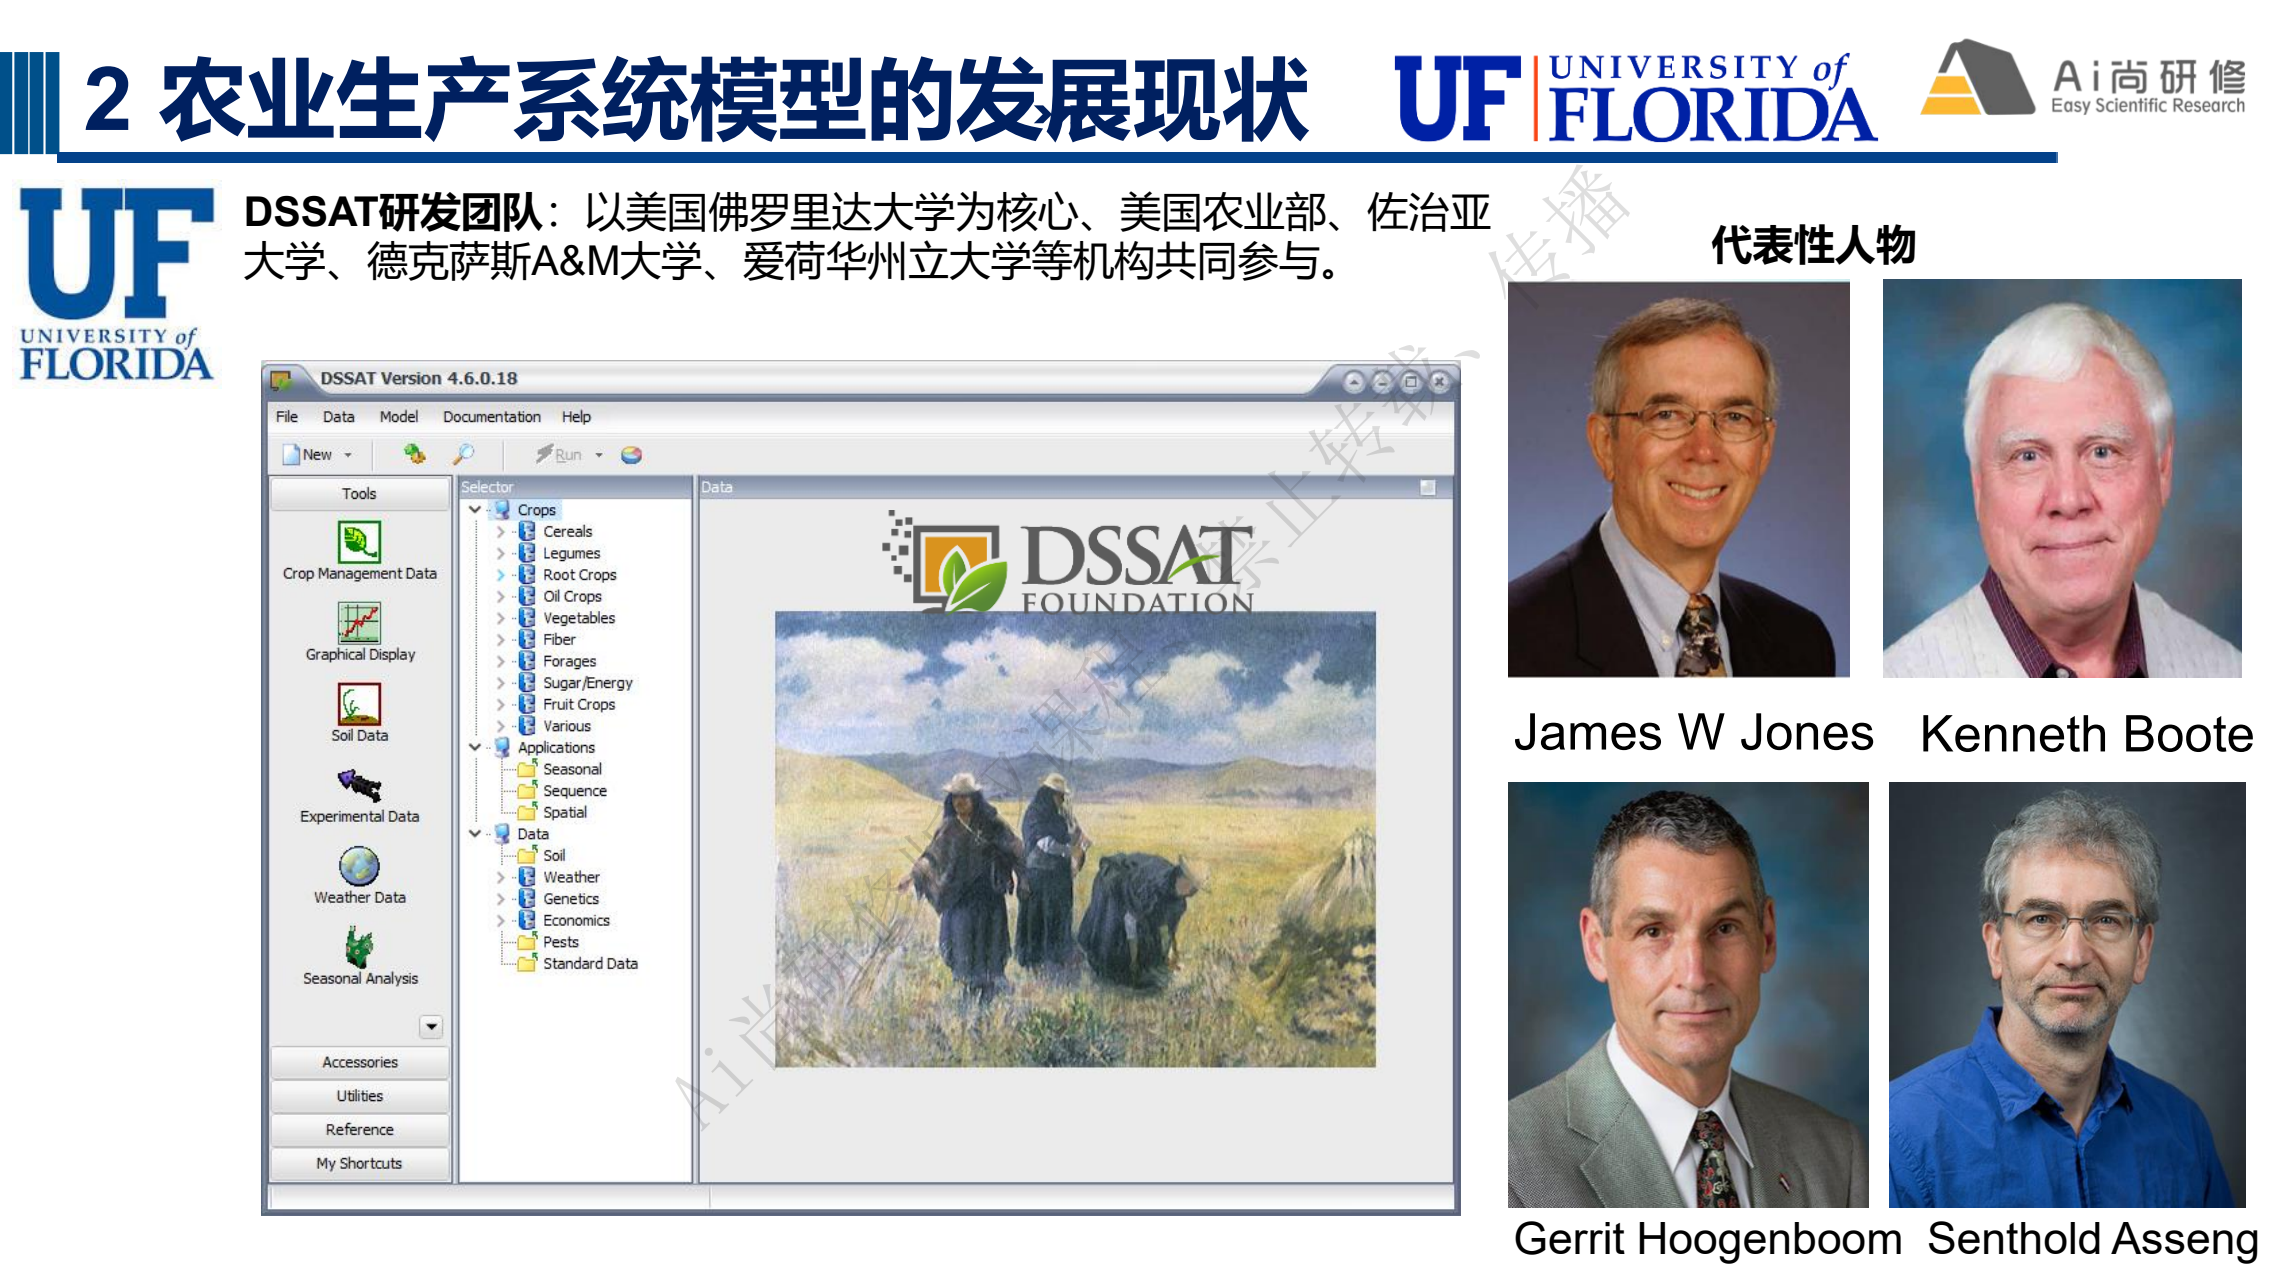 2 农业生产系统模型的发展现状
UF UNIVERSITY of FLORIDA
Ai尚研修
Easy Scientific Research
UF
UNIVERSITY of
FLORIDA
DSSAT研发团队：以美国佛罗里达大学为核心、美国农业部、佐治亚
大学、德克萨斯A&M大学、爱荷华州立大学等机构共同参与。
代表性人物
DSSAT Version 4.6.0.18
File Data Model Documentation Help
New Run
Tools
Crop Management Data
Graphical Display
Soil Data
Experimental Data
Weather Data
Seasonal Analysis
Accessories
Utilities
Reference
My Shortcuts
Selector
Crops
Cereals
Legumes
Root Crops
Oil Crops
Vegetables
Fiber
Forages
Sugar/Energy
Fruit Crops
Various
Applications
Seasonal
Sequence
Spatial
Data
Soil
Weather
Genetics
Economics
Pests
Standard Data
Data
DSSAT
FOUNDATION
James W Jones
Kenneth Boote
Gerrit Hoogenboom
Senthold Asseng
禁止转载、传播